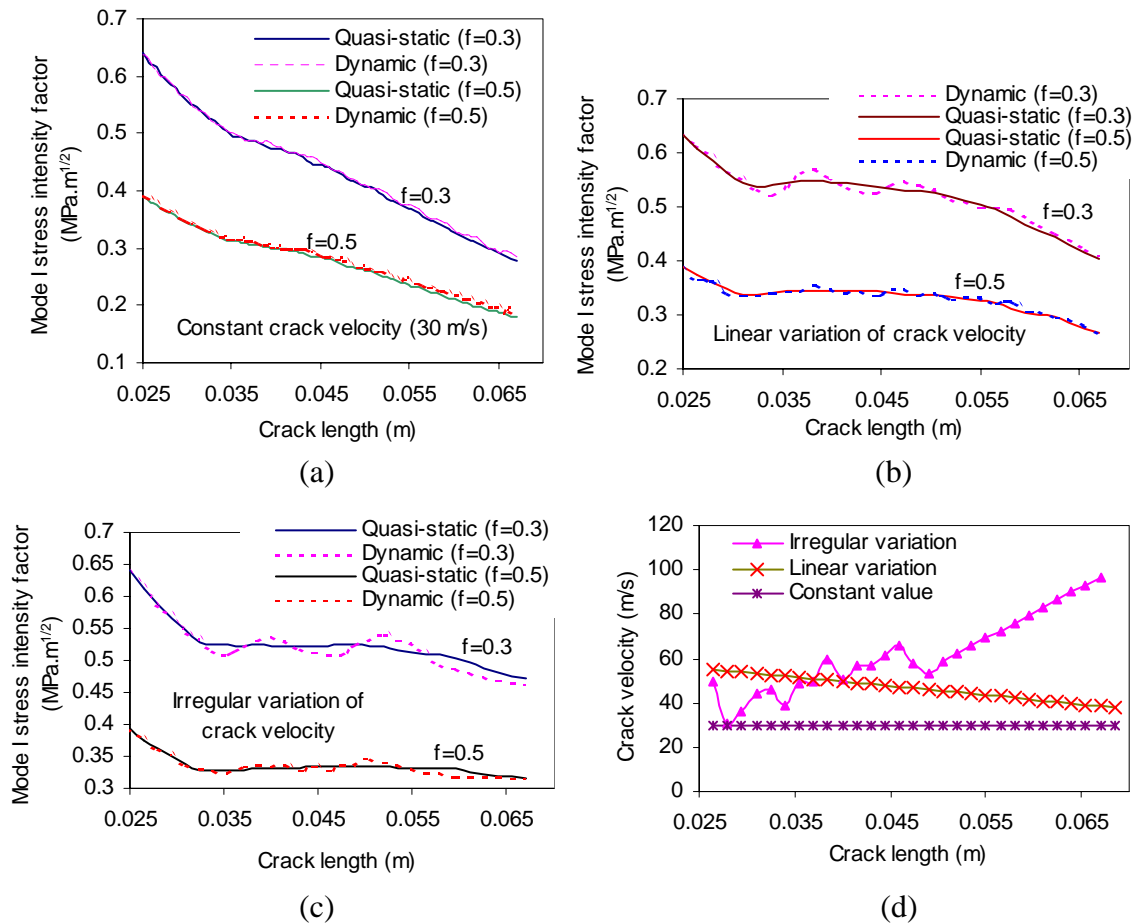 0.7
0.6
0.5
0.4
0.3
0.2
0.1
Mode I stress intensity factor
(MPa.m1/2)
Quasi-static (f=0.3)
Dynamic (f=0.3)
Quasi-static (f=0.5)
Dynamic (f=0.5)
f=0.3
f=0.5
Constant crack velocity (30 m/s)
0.025 0.035 0.045 0.055 0.065
Crack length (m)
(a)
0.7
0.6
0.5
0.4
0.3
0.2
Mode I stress intensity factor
(MPa.m1/2)
Dynamic (f=0.3)
Quasi-static (f=0.3)
Quasi-static (f=0.5)
Dynamic (f=0.5)
f=0.3
f=0.5
Linear variation of crack velocity
0.025 0.035 0.045 0.055 0.065
Crack length (m)
(b)
0.7
0.65
0.6
0.55
0.5
0.45
0.4
0.35
0.3
Mode I stress intensity factor
(MPa.m1/2)
Quasi-static (f=0.3)
Dynamic (f=0.3)
Quasi-static (f=0.5)
Dynamic (f=0.5)
f=0.3
Irregular variation of
crack velocity
f=0.5
0.025 0.035 0.045 0.055 0.065
Crack length (m)
(c)
120
100
80
60
40
20
0
Crack velocity (m/s)
Irregular variation
Linear variation
Constant value
0.025 0.035 0.045 0.055 0.065
Crack length (m)
(d)